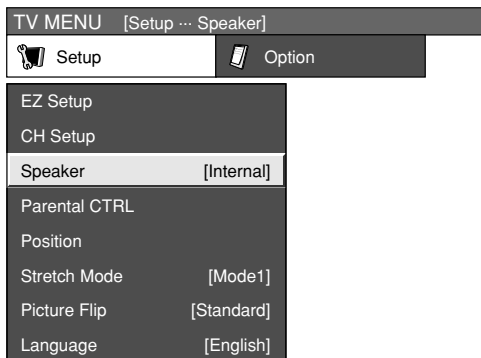 TV MENU [Setup ··· Speaker]
Setup Option
EZ Setup
CH Setup
Speaker [Internal]
Parental CTRL
Position
Stretch Mode [Mode1]
Picture Flip [Standard]
Language [English]